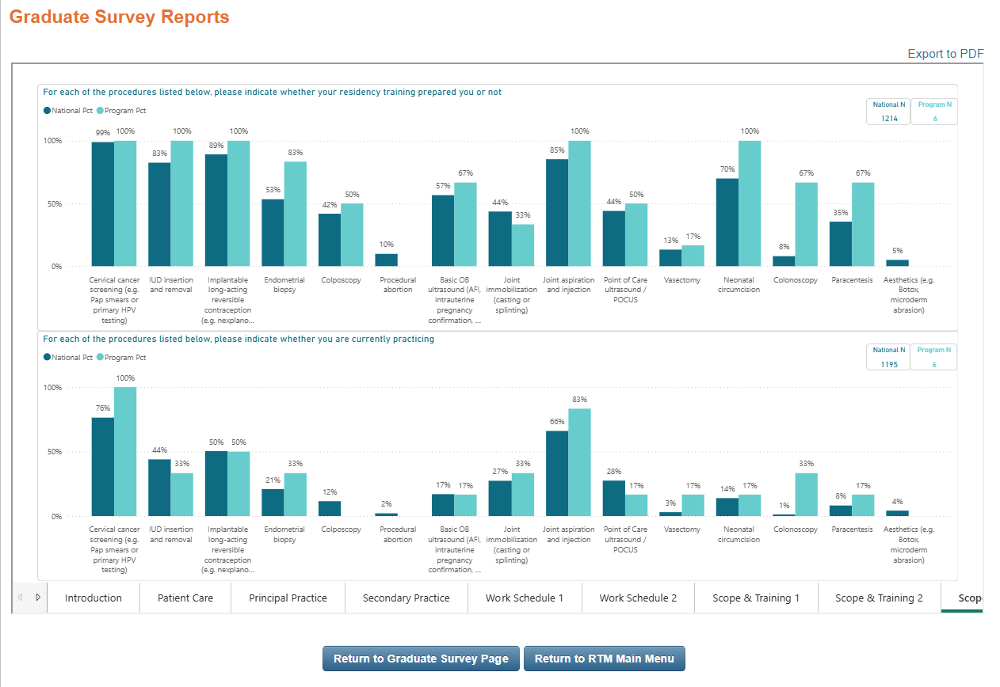 Graduate Survey Reports
Export to PDF
For each of the procedures listed below, please indicate whether your residency training prepared you or not
National Pct Program Pct
National N Program N
1214 6
99% 100% 83% 100% 89% 100% 53% 83% 42% 50% 10% 57% 67% 44% 33% 85% 100% 44% 50% 13% 17% 70% 100% 8% 67% 35% 67% 5%
100%
50%
0%
Cervical cancer screening (e.g. Pap smears or primary HPV testing)
IUD insertion and removal
Implantable long-acting reversible contraception (e.g. nexplano...
Endometrial biopsy
Colposcopy
Procedural abortion
Basic OB ultrasound (AFI, intrauterine pregnancy confirmation, ...
Joint immobilization (casting or splinting)
Joint aspiration and injection
Point of Care ultrasound / POCUS
Vasectomy
Neonatal circumcision
Colonoscopy
Paracentesis
Aesthetics (e.g. Botox, microderm abrasion)
For each of the procedures listed below, please indicate whether you are currently practicing
National Pct Program Pct
National N Program N
1195 6
76% 100% 44% 33% 50% 50% 21% 33% 12% 2% 17% 17% 27% 33% 66% 83% 28% 17% 3% 17% 14% 17% 1% 33% 8% 17% 4%
100%
50%
0%
Cervical cancer screening (e.g. Pap smears or primary HPV testing)
IUD insertion and removal
Implantable long-acting reversible contraception (e.g. nexplano...
Endometrial biopsy
Colposcopy
Procedural abortion
Basic OB ultrasound (AFI, intrauterine pregnancy confirmation, ...
Joint immobilization (casting or splinting)
Joint aspiration and injection
Point of Care ultrasound / POCUS
Vasectomy
Neonatal circumcision
Colonoscopy
Paracentesis
Aesthetics (e.g. Botox, microderm abrasion)
Introduction Patient Care Principal Practice Secondary Practice Work Schedule 1 Work Schedule 2 Scope & Training 1 Scope & Training 2 Scop
Return to Graduate Survey Page Return to RTM Main Menu